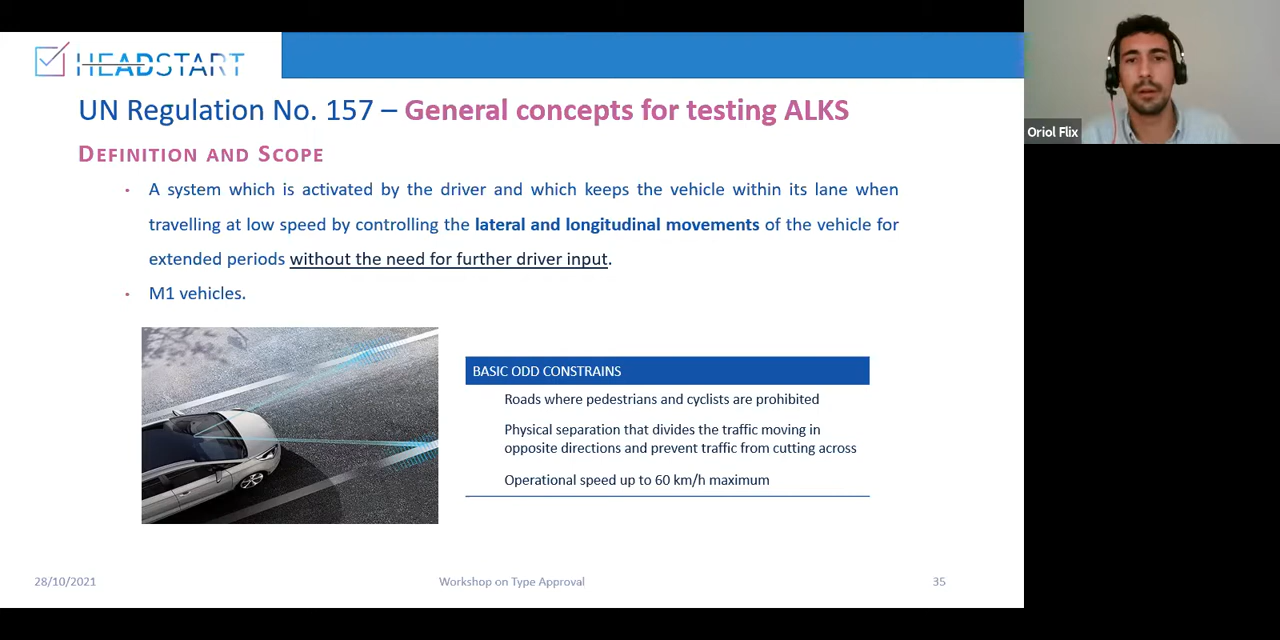 HEADSTART
Oriol Flix
UN Regulation No. 157 – General concepts for testing ALKS
DEFINITION AND SCOPE
• A system which is activated by the driver and which keeps the vehicle within its lane when
travelling at low speed by controlling the lateral and longitudinal movements of the vehicle for
extended periods without the need for further driver input.
• M1 vehicles.
BASIC ODD CONSTRAINS
Roads where pedestrians and cyclists are prohibited
Physical separation that divides the traffic moving in
opposite directions and prevent traffic from cutting across
Operational speed up to 60 km/h maximum
28/10/2021
Workshop on Type Approval
35